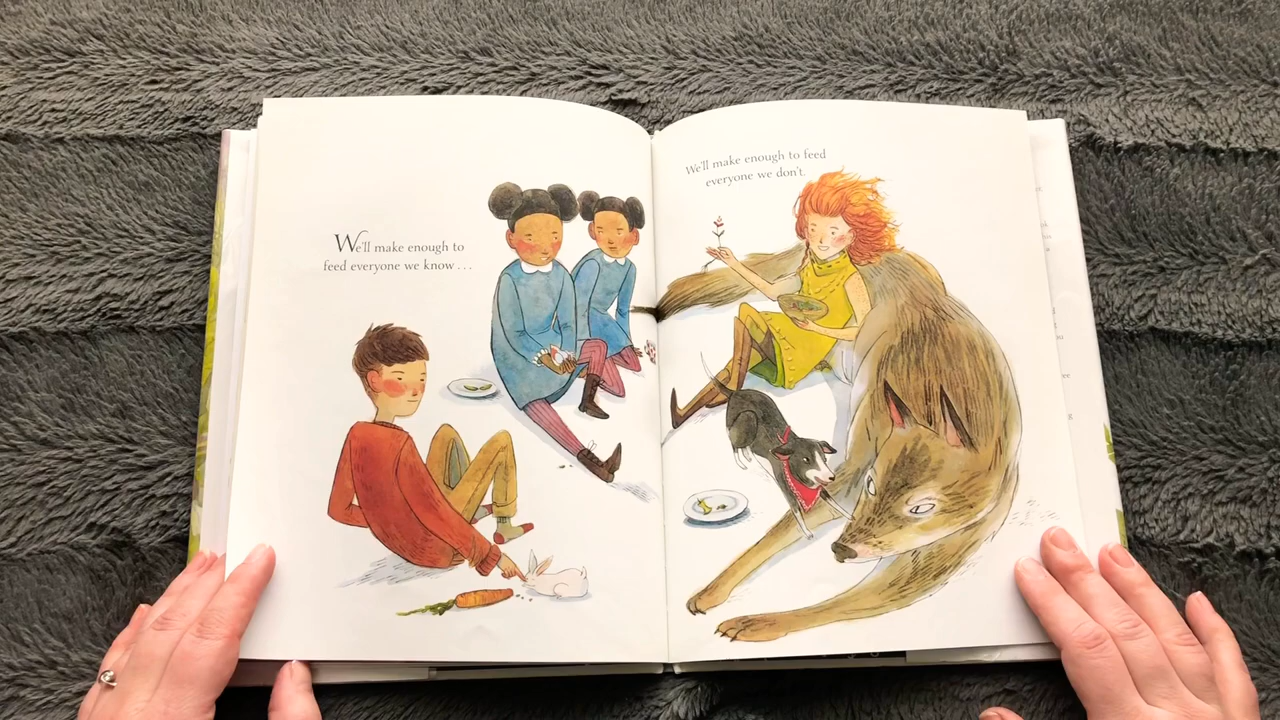 We'll make enough to
feed everyone we know . . .
We'll make enough to feed
everyone we don't.